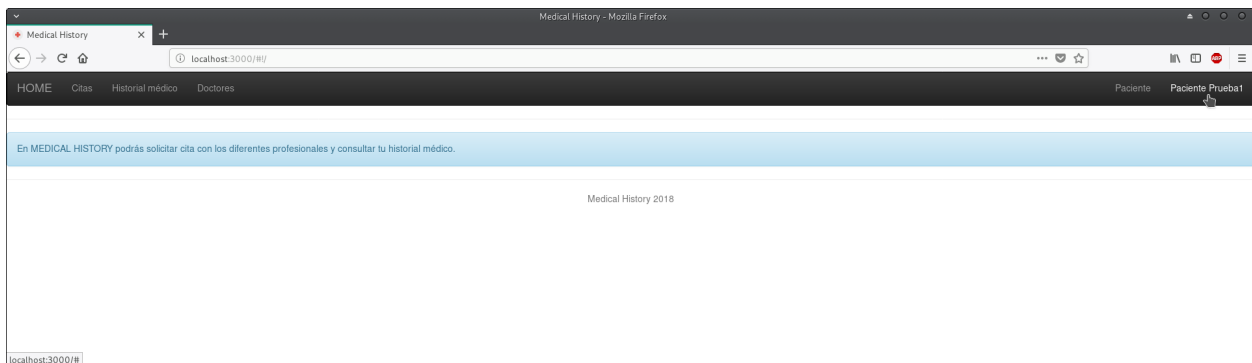 Medical History - Mozilla Firefox
Medical History
localhost:3000/#!/
ABP
HOME Citas Historial médico Doctores Paciente Paciente Prueba1
En MEDICAL HISTORY podrás solicitar cita con los diferentes profesionales y consultar tu historial médico.
Medical History 2018
localhost:3000/#